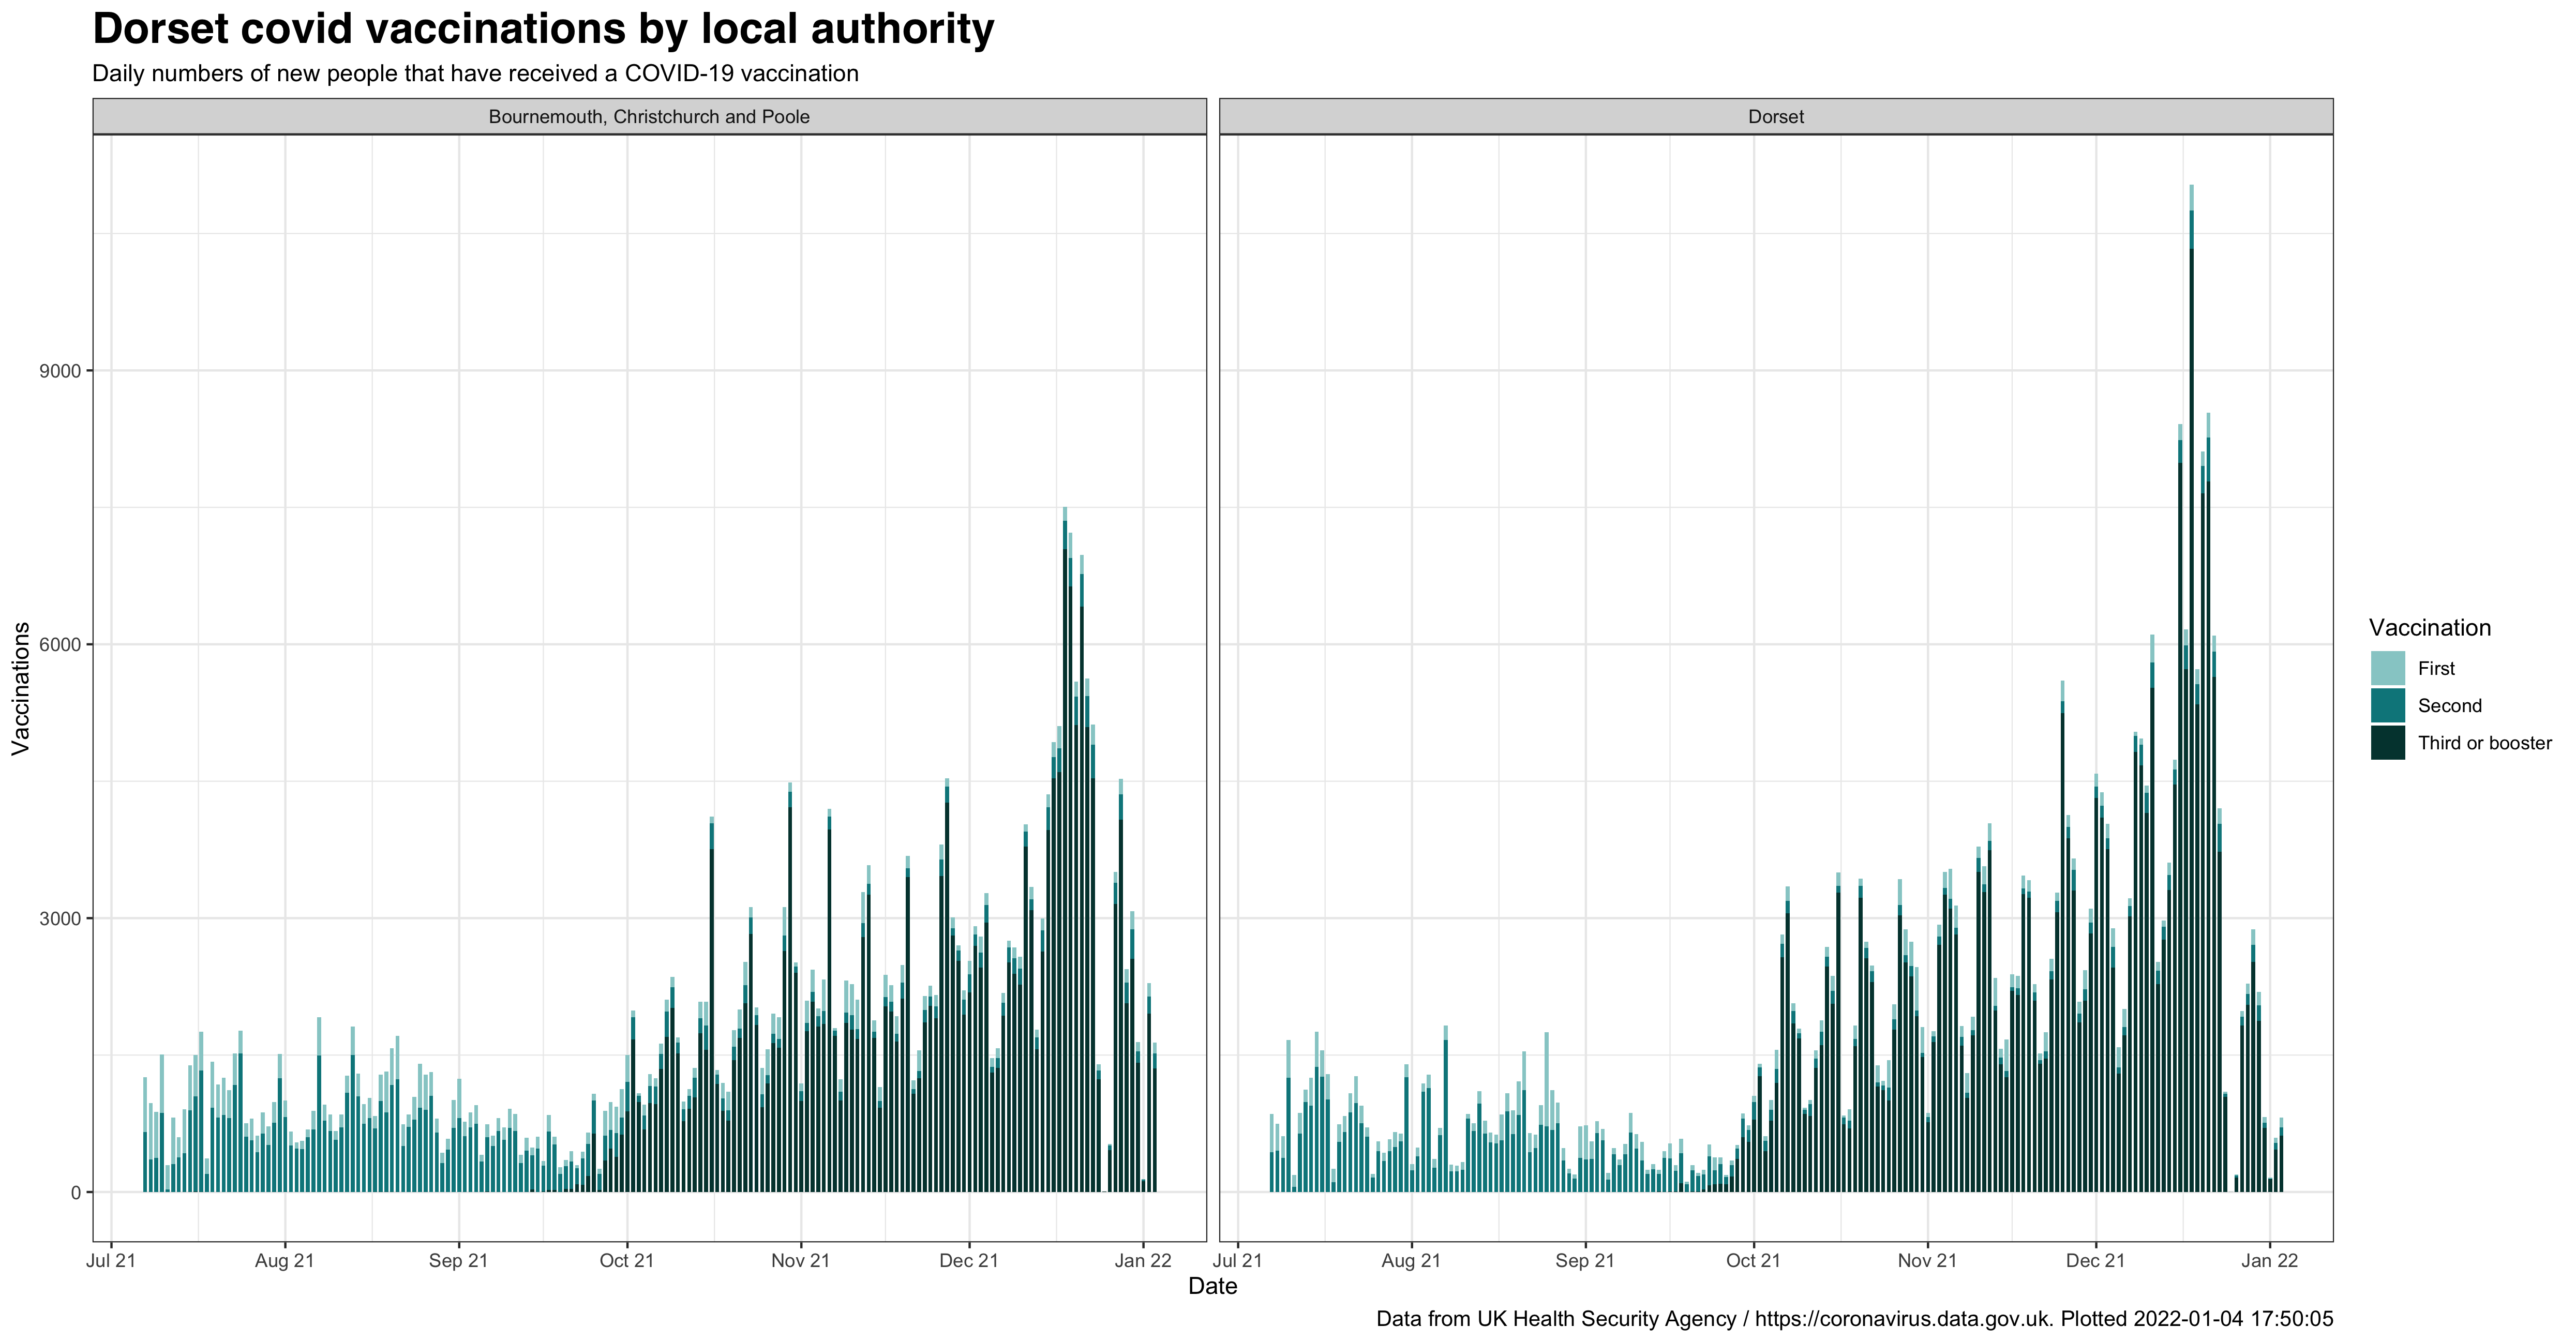 Dorset covid vaccinations by local authority
Daily numbers of new people that have received a COVID-19 vaccination
Bournemouth, Christchurch and Poole
Dorset
Vaccinations
9000
6000
3000
0
Jul 21 Aug 21 Sep 21 Oct 21 Nov 21 Dec 21 Jan 22
Jul 21 Aug 21 Sep 21 Oct 21 Nov 21 Dec 21 Jan 22
Date
Vaccination
First
Second
Third or booster
Data from UK Health Security Agency / https://coronavirus.data.gov.uk. Plotted 2022-01-04 17:50:05